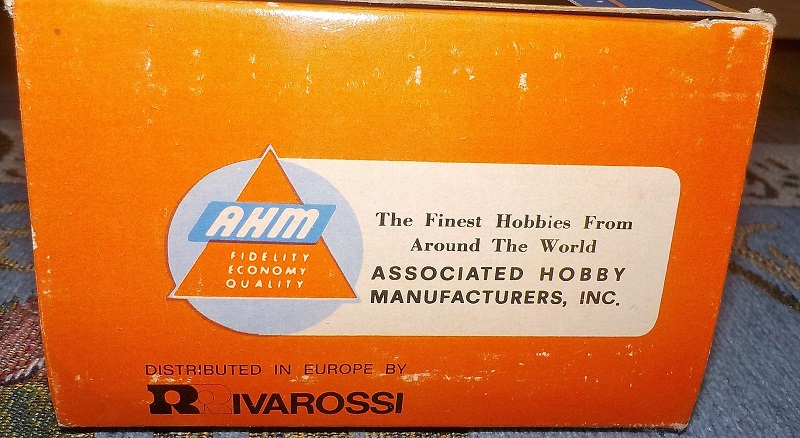 AHM
FIDELITY
ECONOMY
QUALITY
The Finest Hobbies From
Around The World
ASSOCIATED HOBBY
MANUFACTURERS, INC.
DISTRIBUTED IN EUROPE BY
RIVAROSSI